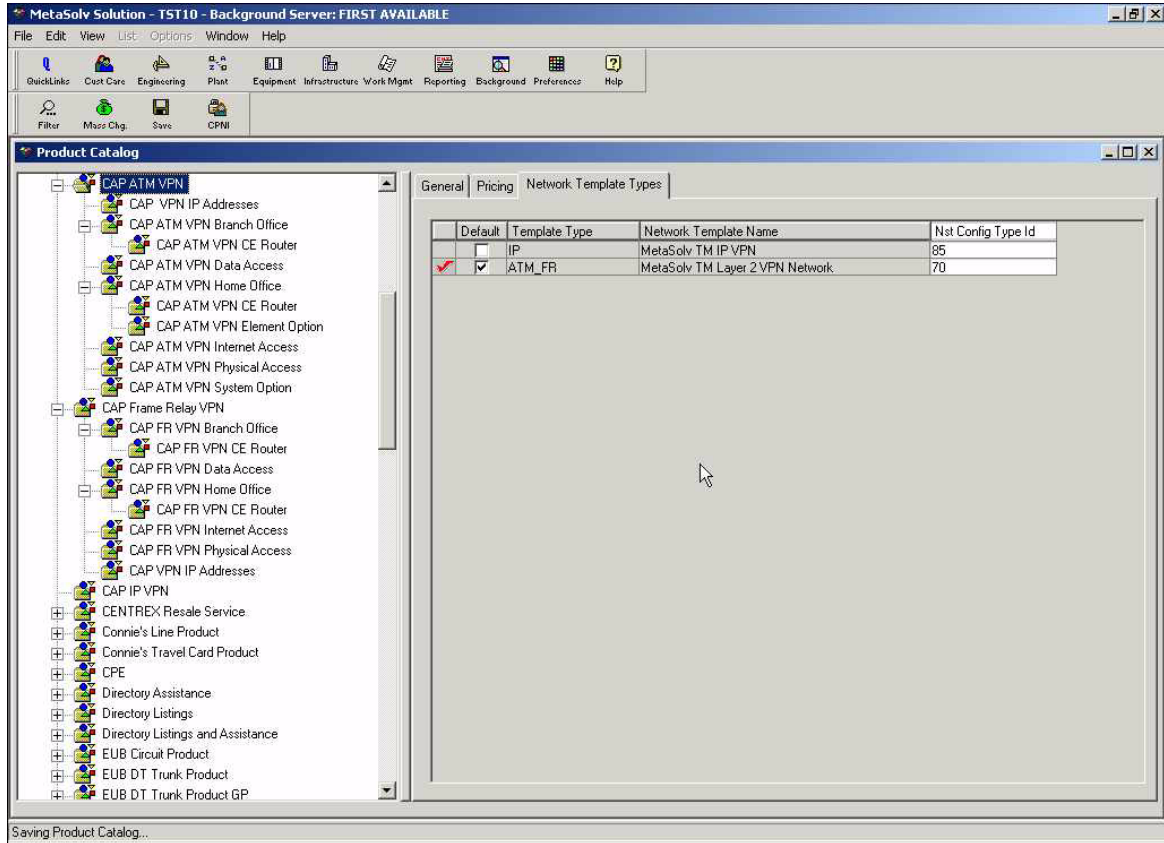 MetaSolv Solution - TST10 - Background Server: FIRST AVAILABLE
File Edit View List Options Window Help
QuickLinks Cust Care Engineering Plant Equipment Infrastructure Work Mgmt Reporting Background Preferences Help
Filter Mass Chg. Save CPNI
Product Catalog
CAP ATM VPN
CAP VPN IP Addresses
CAP ATM VPN Branch Office
CAP ATM VPN CE Router
CAP ATM VPN Data Access
CAP ATM VPN Home Office
CAP ATM VPN CE Router
CAP ATM VPN Element Option
CAP ATM VPN Internet Access
CAP ATM VPN Physical Access
CAP ATM VPN System Option
CAP Frame Relay VPN
CAP FR VPN Branch Office
CAP FR VPN CE Router
CAP FR VPN Data Access
CAP FR VPN Home Office
CAP FR VPN CE Router
CAP FR VPN Internet Access
CAP FR VPN Physical Access
CAP VPN IP Addresses
CAP IP VPN
CENTREX Resale Service
Connie's Line Product
Connie's Travel Card Product
CPE
Directory Assistance
Directory Listings
Directory Listings and Assistance
EUB Circuit Product
EUB DT Trunk Product
EUB DT Trunk Product GP
General Pricing Network Template Types
Default Template Type Network Template Name Nst Config Type Id
IP MetaSolv TM IP VPN 85
ATM_FR MetaSolv TM Layer 2 VPN Network 70
Saving Product Catalog...